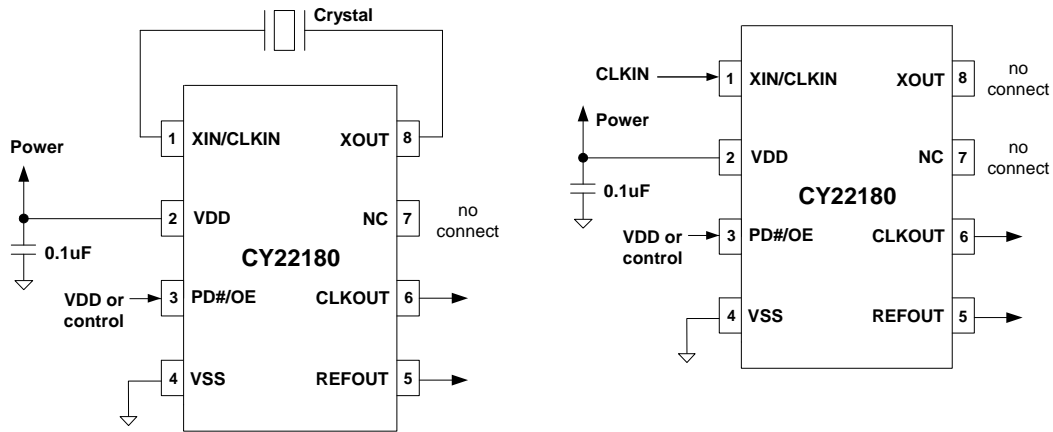 Crystal
1 XIN/CLKIN XOUT 8
Power
2 VDD NC 7
no
connect
0.1uF
CY22180
VDD or
control
3 PD#/OE CLKOUT 6
4 VSS REFOUT 5
CLKIN
1 XIN/CLKIN XOUT 8
no
connect
Power
2 VDD NC 7
no
connect
0.1uF
CY22180
VDD or
control
3 PD#/OE CLKOUT 6
4 VSS REFOUT 5